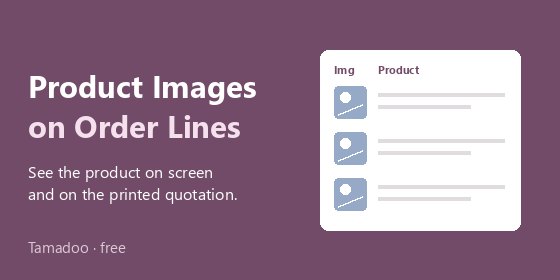 Product Images
on Order Lines
See the product on screen
and on the printed quotation.
Tamadoo · free
Img Product